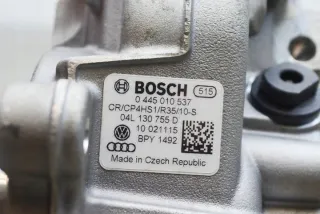 BOSCH 515
0 445 010 537
CR/CP4HS1/R35/10-S
04L 130 755 D
10 021115
BPY 1492
Made in Czech Republic